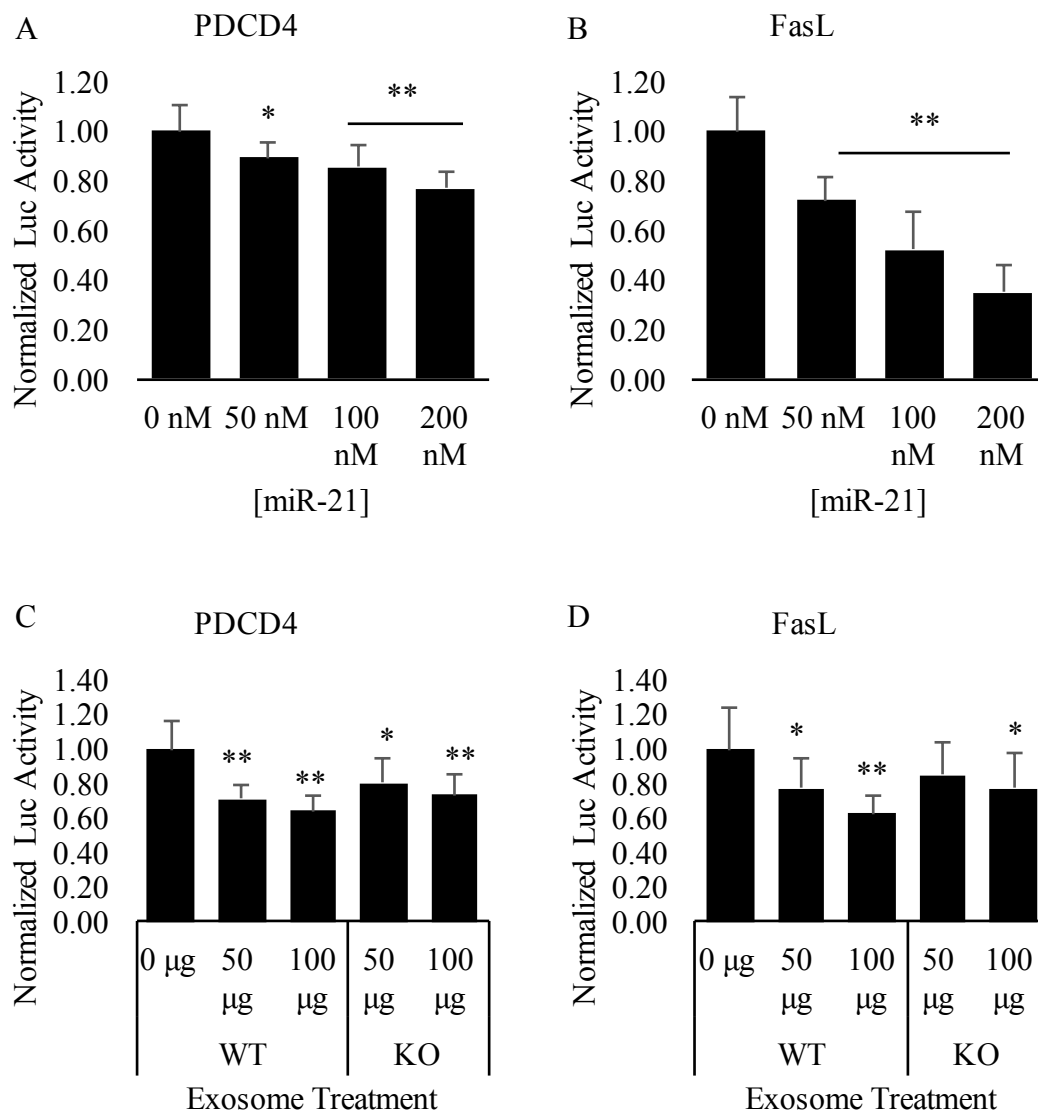 A PDCD4
Normalized Luc Activity
1.20
1.00
0.80
0.60
0.40
0.20
0.00
*
**
0 nM 50 nM 100 nM 200 nM
[miR-21]
B FasL
Normalized Luc Activity
1.20
1.00
0.80
0.60
0.40
0.20
0.00
**
0 nM 50 nM 100 nM 200 nM
[miR-21]
C PDCD4
Normalized Luc Activity
1.40
1.20
1.00
0.80
0.60
0.40
0.20
0.00
** ** * **
0 μg 50 μg 100 μg 50 μg 100 μg
WT KO
Exosome Treatment
D FasL
Normalized Luc Activity
1.40
1.20
1.00
0.80
0.60
0.40
0.20
0.00
* ** *
0 μg 50 μg 100 μg 50 μg 100 μg
WT KO
Exosome Treatment